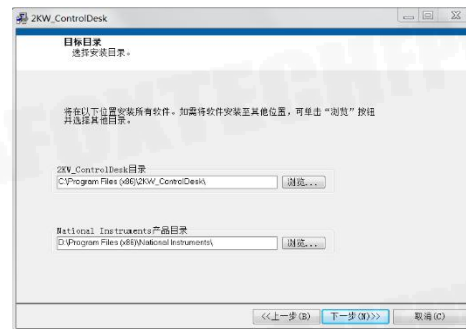 2KW_ControlDesk
目标目录
选择安装目录。
将在以下位置安装所有软件。如需将软件安装至其他位置，可单击“浏览”按钮
并选择其他目录。
2KW_ControlDesk目录
C:\Program Files (x86)\2KW_ControlDesk\
浏览...
National Instruments产品目录
D:\Program Files (x86)\National Instruments\
浏览...
<<上一步(B)
下一步(N)>>
取消(C)